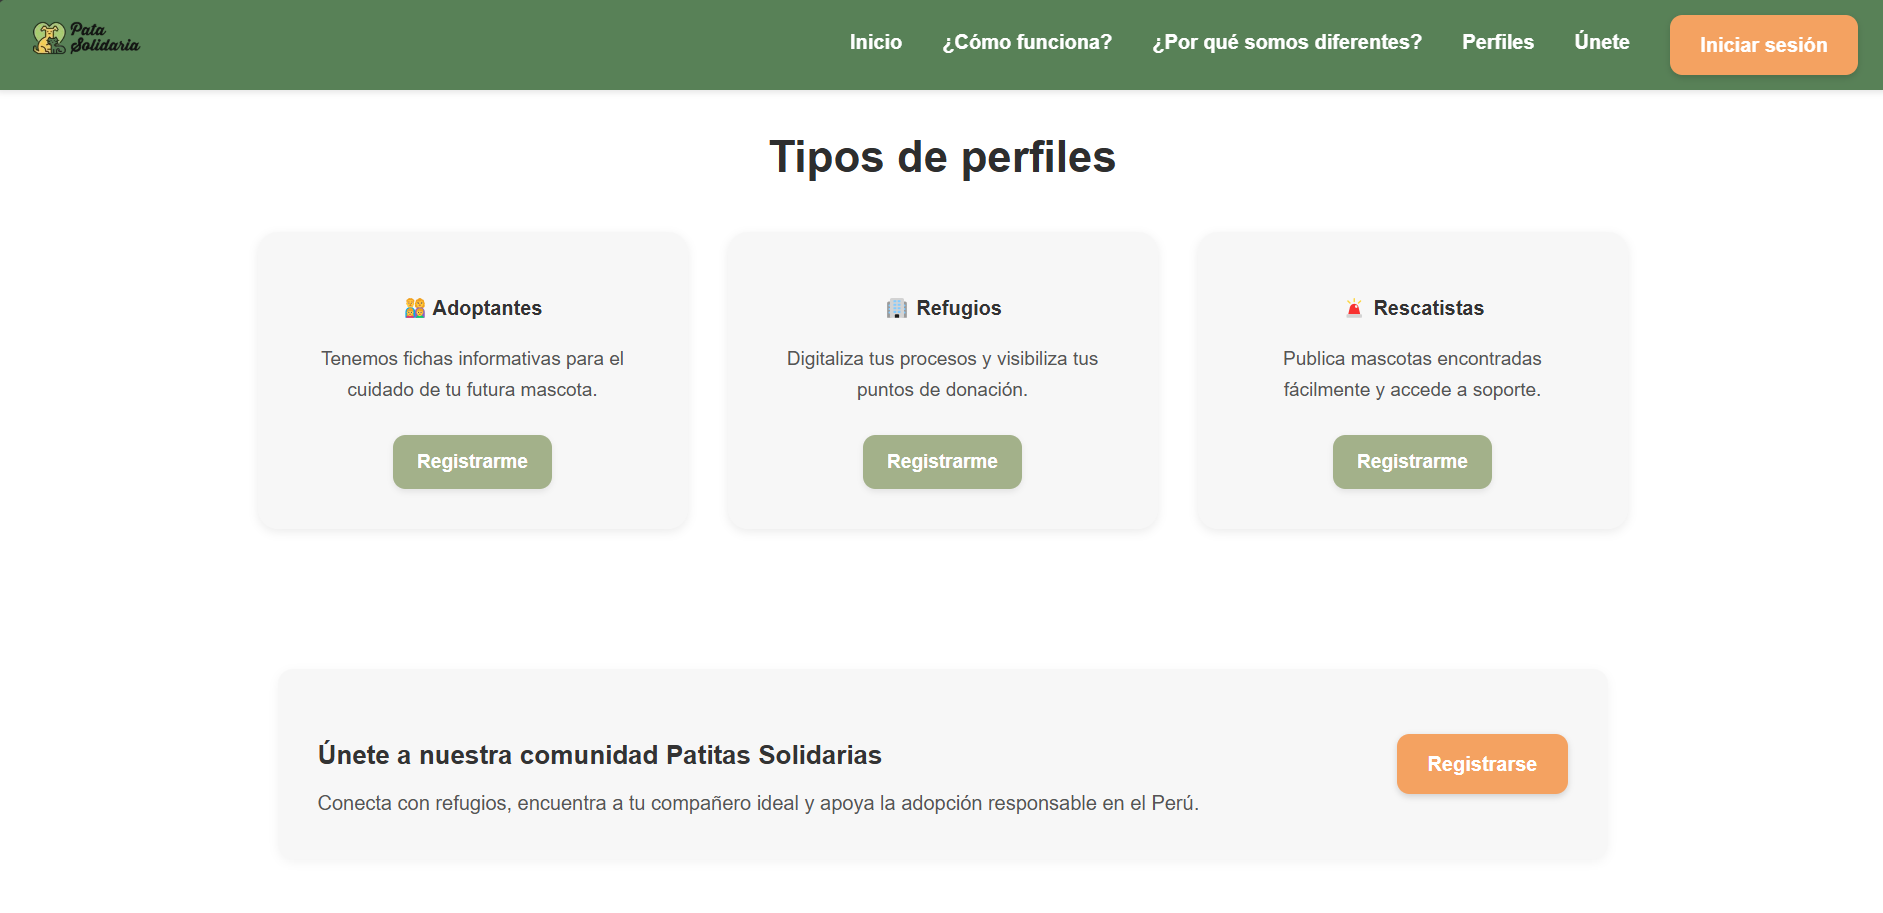 Pata
Solidaria
Inicio
¿Cómo funciona?
¿Por qué somos diferentes?
Perfiles
Únete
Iniciar sesión
Tipos de perfiles
Adoptantes
Tenemos fichas informativas para el
cuidado de tu futura mascota.
Registrarme
Refugios
Digitaliza tus procesos y visibiliza tus
puntos de donación.
Registrarme
Rescatistas
Publica mascotas encontradas
fácilmente y accede a soporte.
Registrarme
Únete a nuestra comunidad Patitas Solidarias
Conecta con refugios, encuentra a tu compañero ideal y apoya la adopción responsable en el Perú.
Registrarse